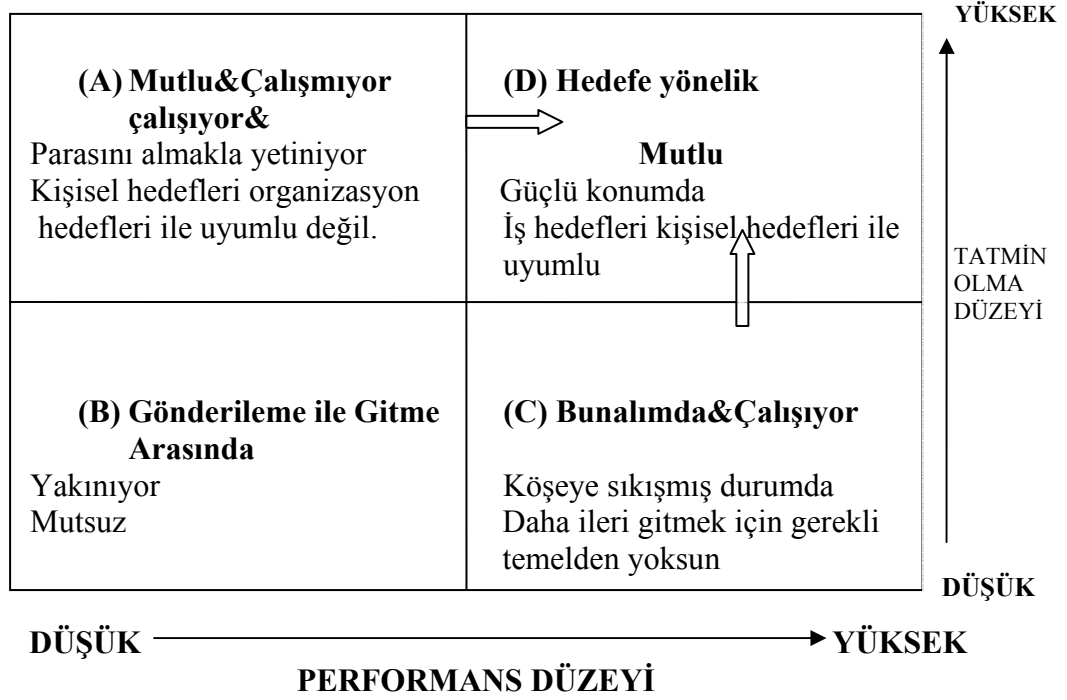 YÜKSEK
(A) Mutlu&Çalışmıyor
çalışıyor&
Parasını almakla yetiniyor
Kişisel hedefleri organizasyon
hedefleri ile uyumlu değil.
(D) Hedefe yönelik
Mutlu
Güçlü konumda
İş hedefleri kişisel hedefleri ile
uyumlu
TATMİN
OLMA
DÜZEYİ
(B) Gönderileme ile Gitme
Arasında
Yakınıyor
Mutsuz
(C) Bunalımda&Çalışıyor
Köşeye sıkışmış durumda
Daha ileri gitmek için gerekli
temelden yoksun
DÜŞÜK
DÜŞÜK YÜKSEK
PERFORMANS DÜZEYİ